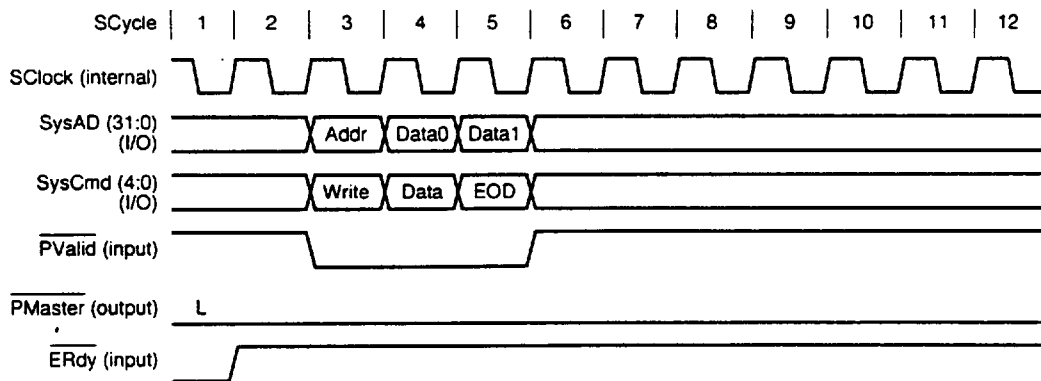 SCycle 1 2 3 4 5 6 7 8 9 10 11 12
SClock (internal)
SysAD (31:0)
(I/O)
Addr Data0 Data1
SysCmd (4:0)
(I/O)
Write Data EOD
PValid (input)
PMaster (output) L
ERdy (input)